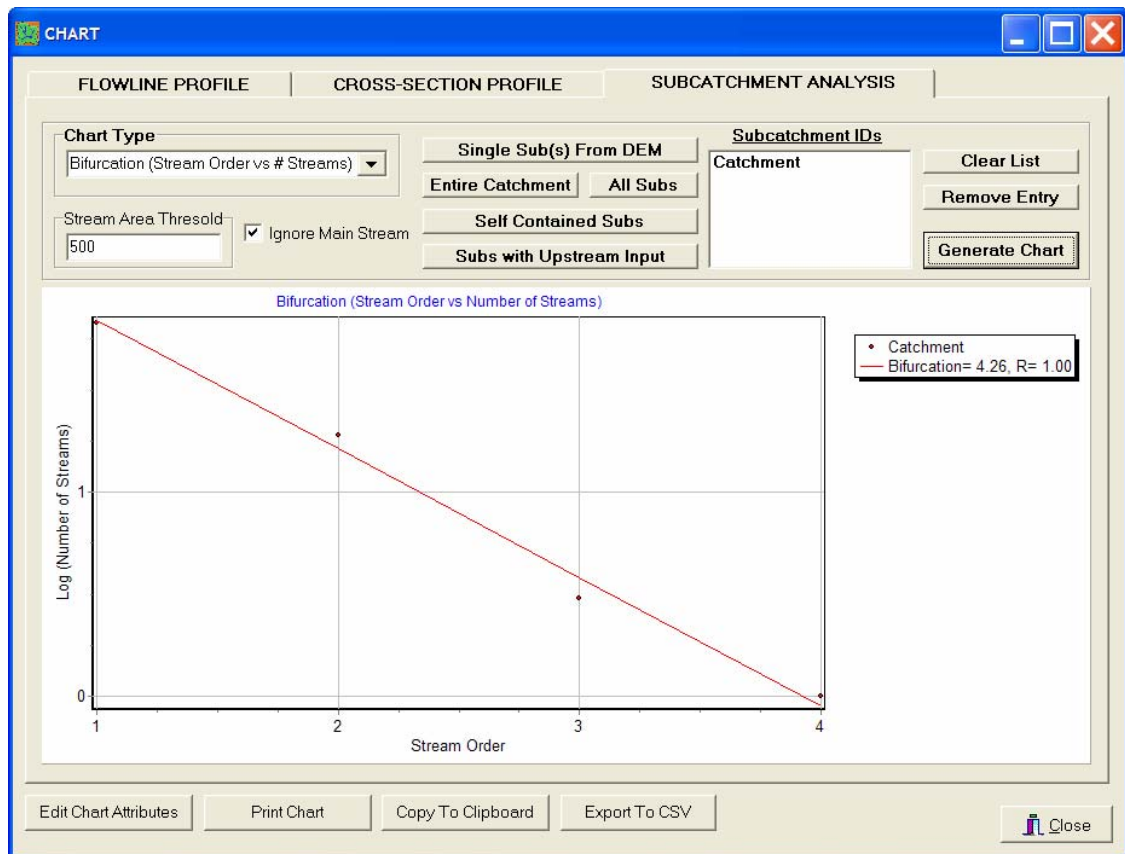 CHART
FLOWLINE PROFILE
CROSS-SECTION PROFILE
SUBCATCHMENT ANALYSIS
Chart Type
Bifurcation (Stream Order vs # Streams)
Stream Area Thresold
500
Ignore Main Stream
Single Sub(s) From DEM
Entire Catchment
All Subs
Self Contained Subs
Subs with Upstream Input
Subcatchment IDs
Catchment
Clear List
Remove Entry
Generate Chart
Bifurcation (Stream Order vs Number of Streams)
Log (Number of Streams)
1
0
1
2
3
4
Stream Order
Catchment
Bifurcation= 4.26, R= 1.00
Edit Chart Attributes
Print Chart
Copy To Clipboard
Export To CSV
Close